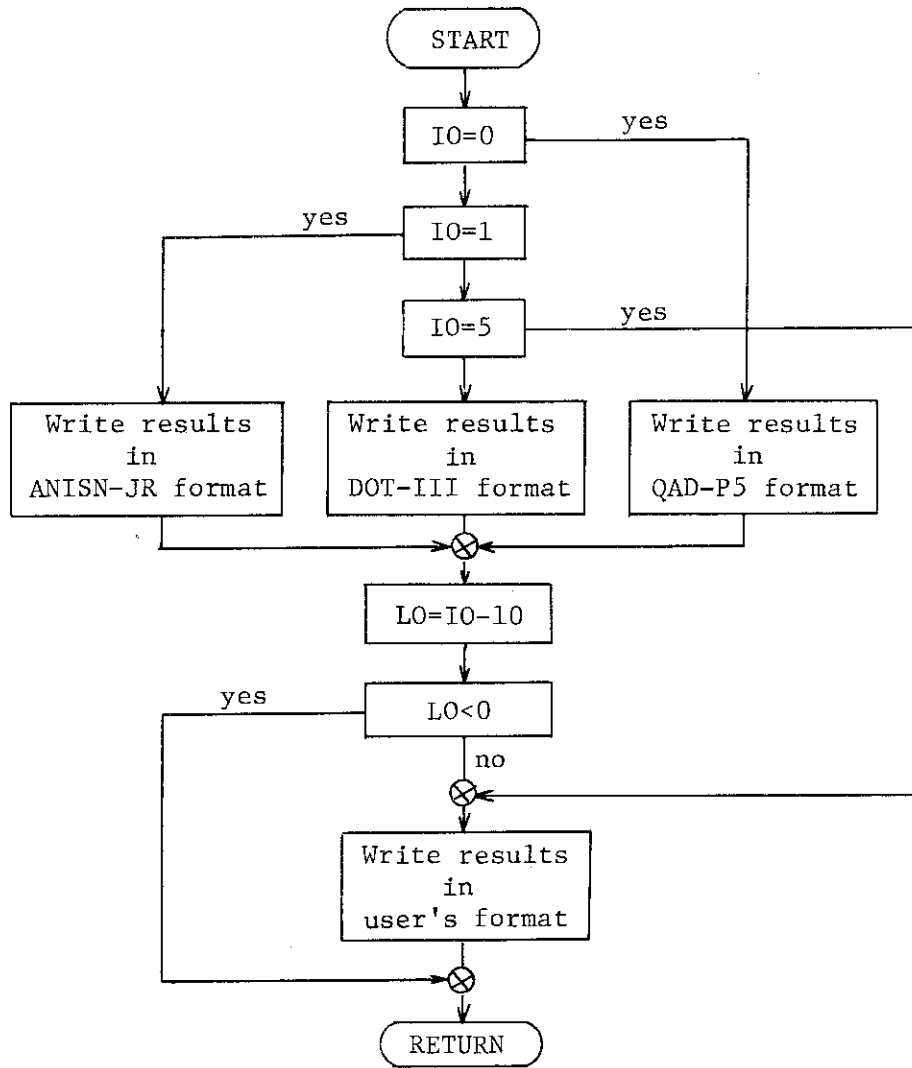 START
IO=0
yes
yes
IO=1
IO=5
yes
Write results
in
ANISN-JR format
Write results
in
DOT-III format
Write results
in
QAD-P5 format
LO=IO-10
yes
LO<0
no
Write results
in
user's format
RETURN